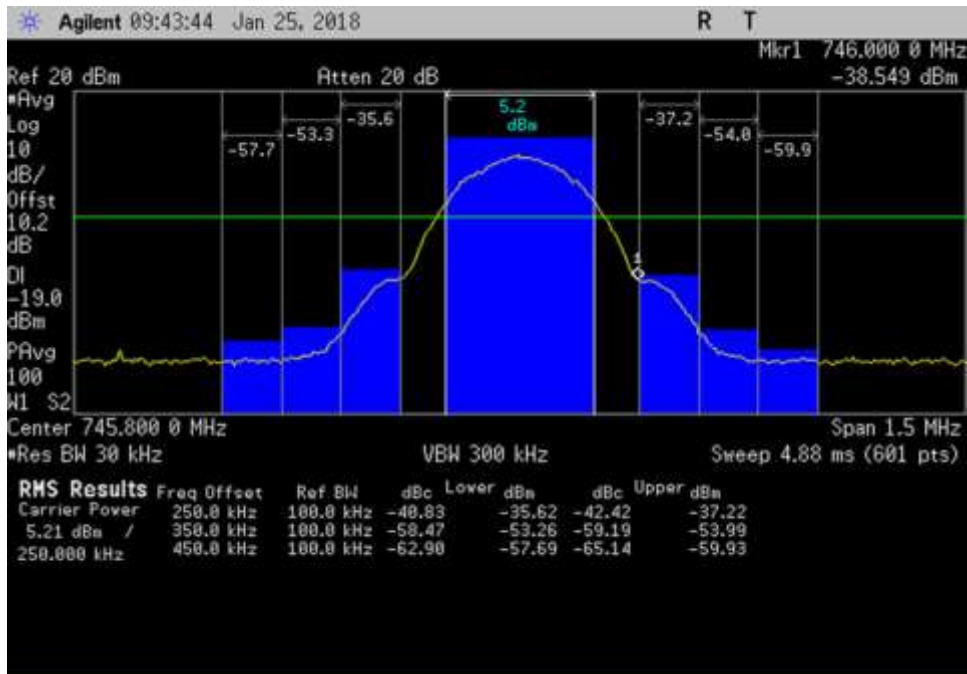 Agilent 09:43:44 Jan 25, 2018 R T
Mkr1 746.000 0 MHz
Ref 20 dBm Atten 20 dB -38.549 dBm
*Avg
Log
10
dB/
Offst
10.2
dB
DI
-19.0
dBm
PAvg
100
W1 S2
-57.7 -53.3 -35.6 5.2 dBm -37.2 -54.0 -59.9
1
Center 745.800 0 MHz Span 1.5 MHz
*Res BW 30 kHz VBW 300 kHz Sweep 4.88 ms (601 pts)
RMS Results Freq Offset Ref BW dBc Lower dBm dBc Upper dBm
Carrier Power 250.0 kHz 100.0 kHz -40.83 -35.62 -42.42 -37.22
5.21 dBm / 350.0 kHz 100.0 kHz -58.47 -53.26 -59.19 -53.99
250.000 kHz 450.0 kHz 100.0 kHz -62.90 -57.69 -65.14 -59.93